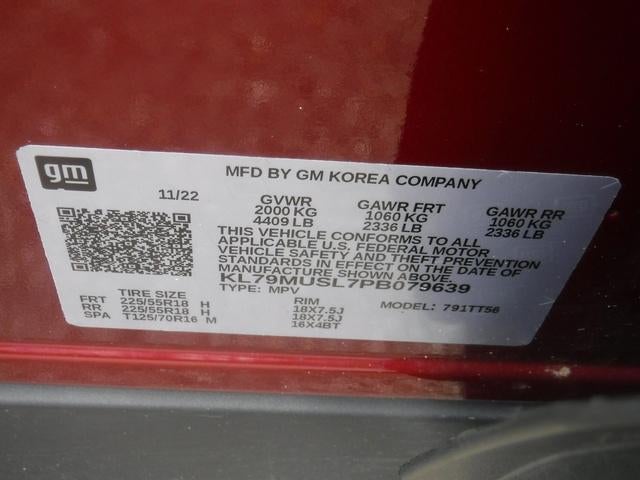 gm
MFD BY GM KOREA COMPANY
11/22 GVWR GAWR FRT GAWR RR
2000 KG 1060 KG 1060 KG
4409 LB 2336 LB 2336 LB
THIS VEHICLE CONFORMS TO ALL
APPLICABLE U.S. FEDERAL MOTOR
VEHICLE SAFETY AND THEFT PREVENTION
STANDARDS IN EFFECT ON THE DATE OF
MANUFACTURE SHOWN ABOVE.
KL79MUSL7PB079639
TYPE: MPV
TIRE SIZE RIM MODEL: 791TT56
FRT 225/55R18 H 18X7.5J
RR 225/55R18 H 18X7.5J
SPA T125/70R16 M 16X4BT